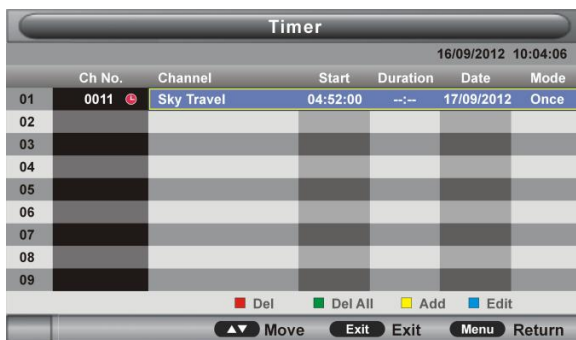 Timer
16/09/2012 10:04:06
Ch No. Channel Start Duration Date Mode
01 0011 Sky Travel 04:52:00 --:-- 17/09/2012 Once
02
03
04
05
06
07
08
09
Del Del All Add Edit
▲▼ Move Exit Exit Menu Return